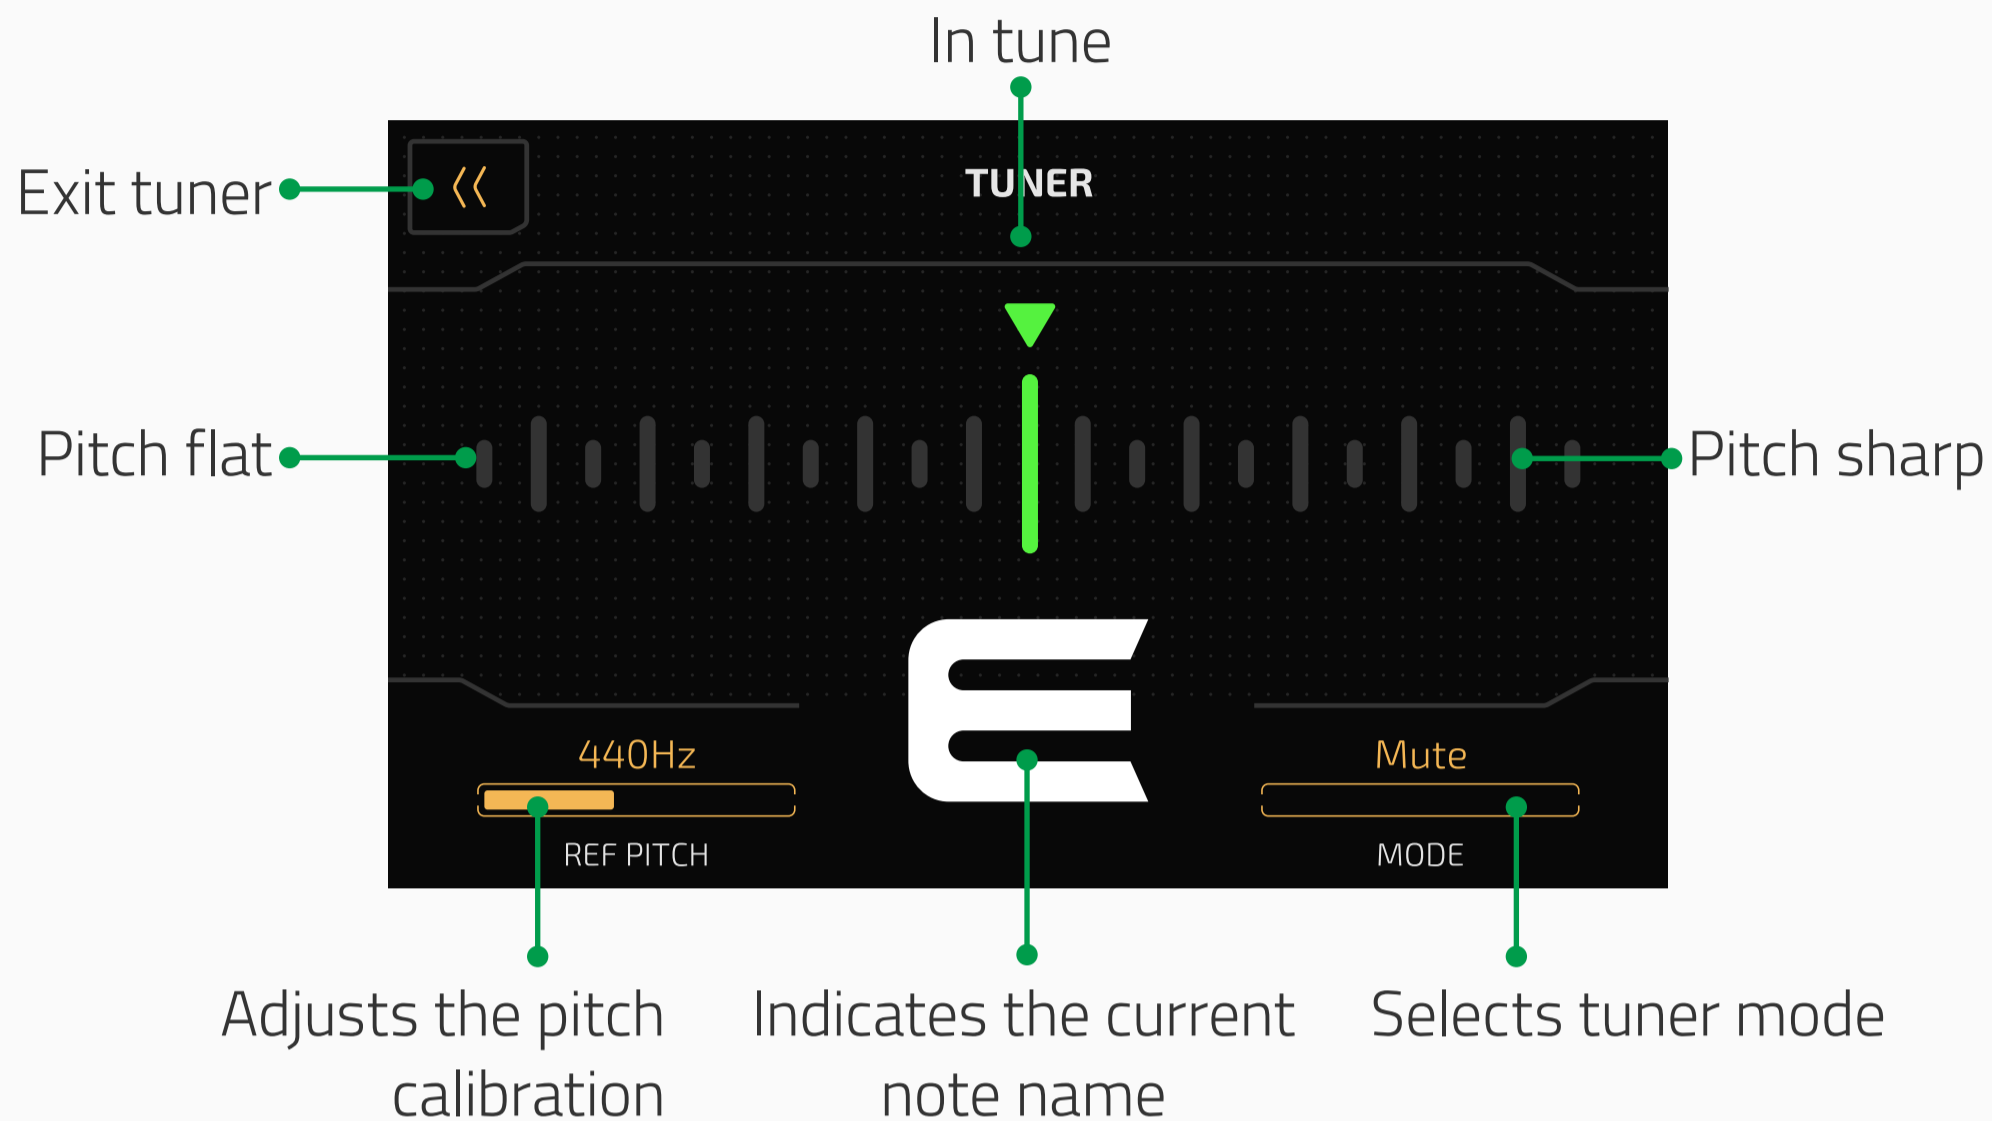 In tune
Exit tuner
TUNER
Pitch flat
Pitch sharp
E
440Hz
Mute
REF PITCH
MODE
Adjusts the pitch
calibration
Indicates the current
note name
Selects tuner mode